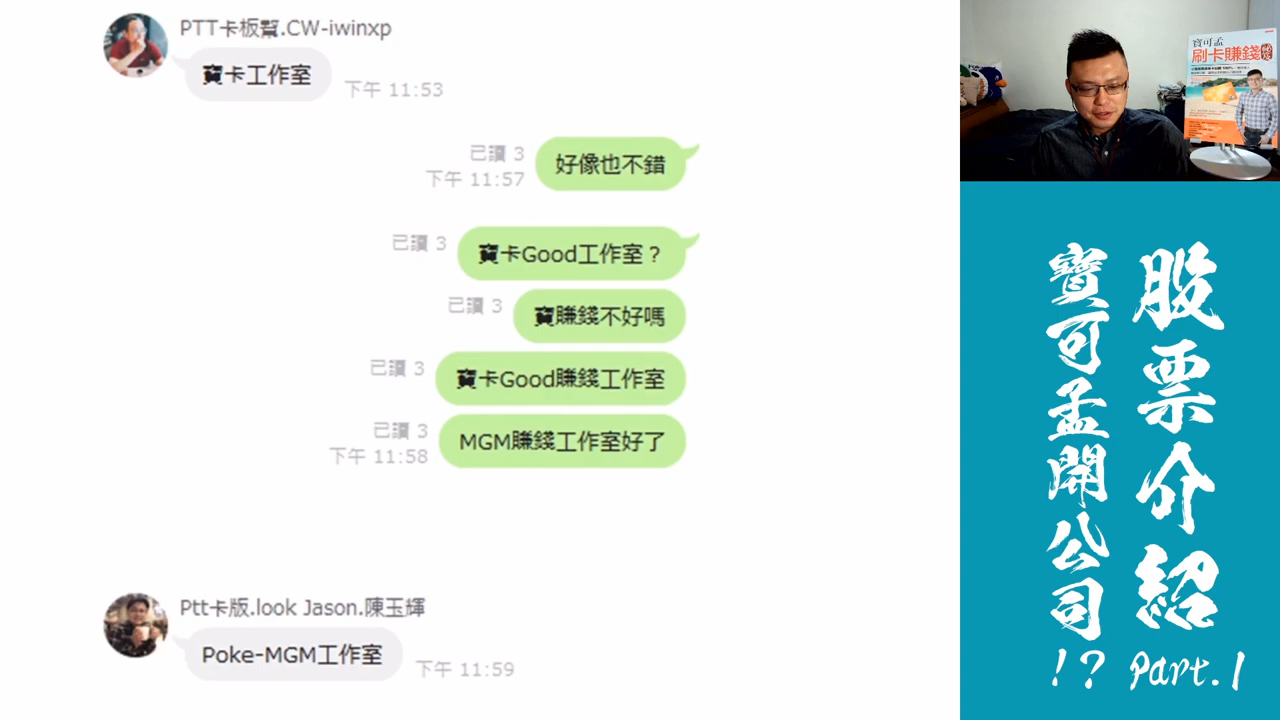 PTT卡板幫.CW-iwinxp
寶卡工作室
下午 11:53
已讀 3
下午 11:57
好像也不錯
已讀 3
寶卡Good工作室？
已讀 3
寶賺錢不好嗎
已讀 3
寶卡Good賺錢工作室
已讀 3
下午 11:58
MGM賺錢工作室好了
Ptt卡版.look Jason.陳玉輝
Poke-MGM工作室
下午 11:59
寶可孟
刷卡賺錢
股票介紹 Part.1
寶可孟開公司!?